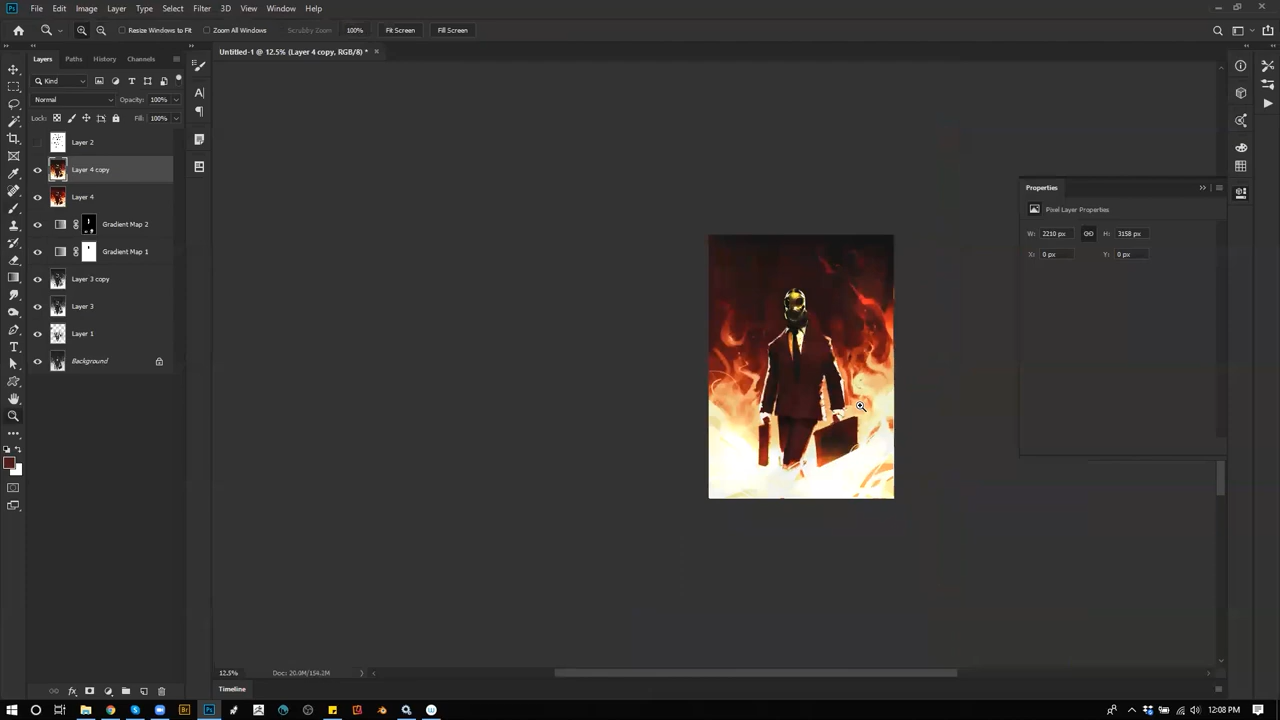 Ps File Edit Image Layer Type Select Filter 3D View Window Help
Resize Windows to Fit Zoom All Windows Scrubby Zoom 100% Fit Screen Fill Screen
Layers Paths History Channels
Untitled-1 @ 12.5% (Layer 4 copy, RGB/8) *
Kind
Normal Opacity: 100%
Lock: Fill: 100%
Layer 2
Layer 4 copy
Layer 4
Gradient Map 2
Gradient Map 1
Layer 3 copy
Layer 3
Layer 1
Background
Properties
Pixel Layer Properties
W: 2210 px H: 3158 px
X: 0 px Y: 0 px
12.5% Doc: 20.0M/154.2M
Timeline
Br Ps 12:08 PM